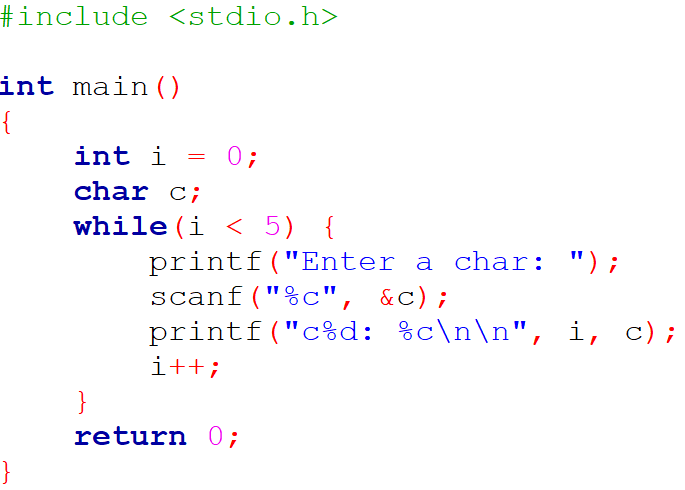 #include <stdio.h>

int main()
{
    int i = 0;
    char c;
    while(i < 5) {
        printf("Enter a char: ");
        scanf("%c", &c);
        printf("c%d: %c\n\n", i, c);
        i++;
    }
    return 0;
}